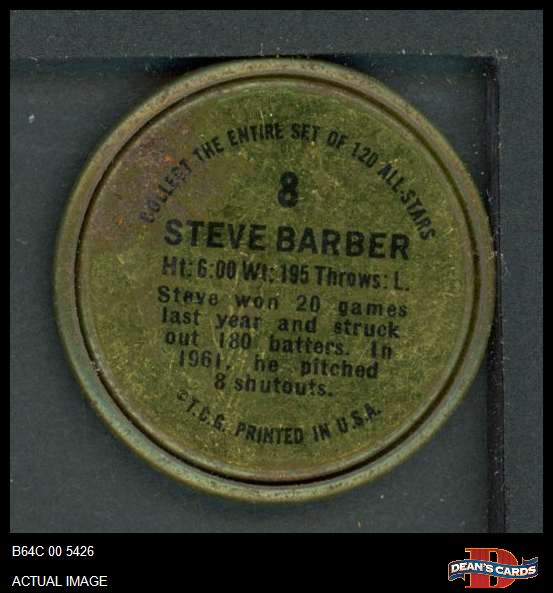 COLLECT THE ENTIRE SET OF 120 ALL-STARS
8
STEVE BARBER
Ht: 6:00 Wt: 195 Throws: L.
Steve won 20 games
last year and struck
out 180 batters. In
1961, he pitched
8 shutouts.
©T.C.G. PRINTED IN U.S.A.
B64C 00 5426
ACTUAL IMAGE
D
DEAN'S CARDS